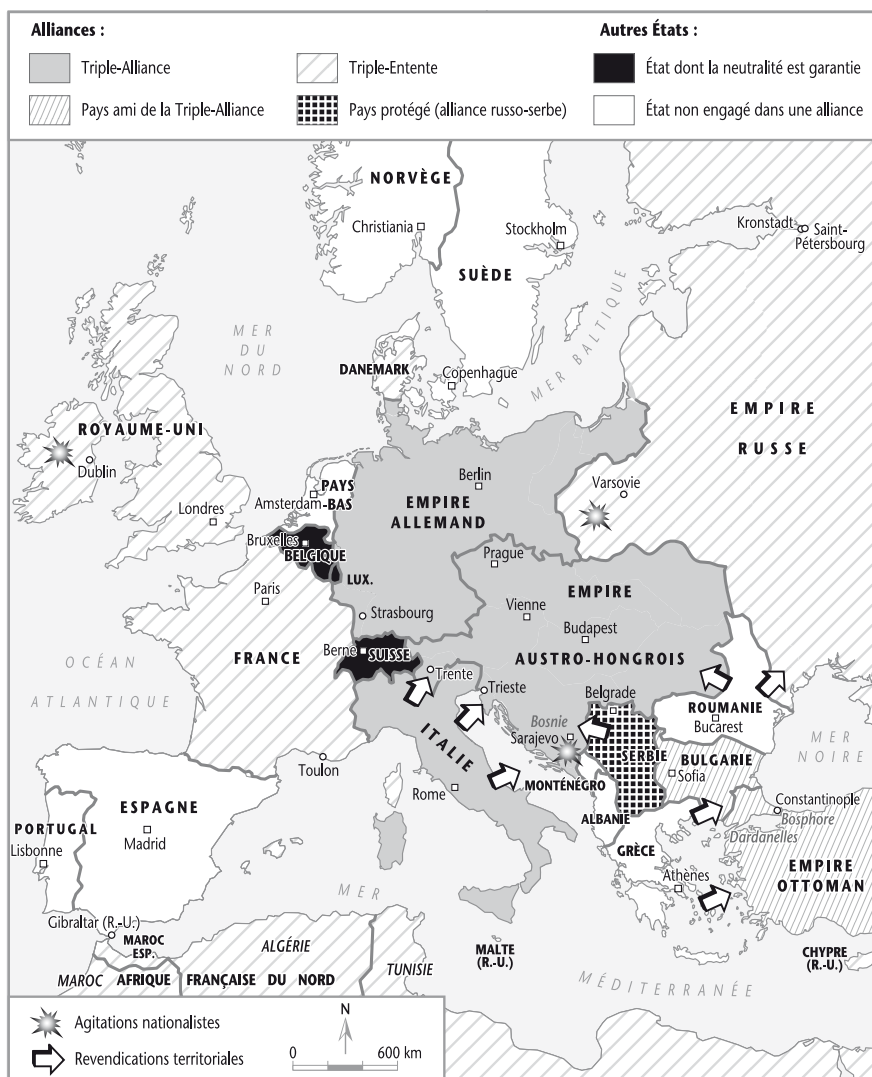 Alliances :
Autres États :
Triple-Alliance
Triple-Entente
État dont la neutralité est garantie
Pays ami de la Triple-Alliance
Pays protégé (alliance russo-serbe)
État non engagé dans une alliance
NORVÈGE
Christiania
Stockholm
Kronstadt
Saint-
Pétersbourg
SUÈDE
MER
DU
NORD
MER BALTIQUE
DANEMARK
Copenhague
EMPIRE
RUSSE
ROYAUME-UNI
Dublin
Londres
PAYS
-BAS
Amsterdam
Berlin
Varsovie
EMPIRE
ALLEMAND
Bruxelles
BELGIQUE
LUX.
Prague
Paris
Strasbourg
EMPIRE
Vienne
Budapest
AUSTRO-HONGROIS
Berne
SUISSE
FRANCE
OCÉAN
ATLANTIQUE
Trente
Trieste
Belgrade
ROUMANIE
Bucarest
Bosnie
Sarajevo
SERBIE
MER
NOIRE
ITALIE
BULGARIE
Sofia
MONTÉNÉGRO
Toulon
Rome
ESPAGNE
Madrid
PORTUGAL
Lisbonne
ALBANIE
Constantinople
Bosphore
Dardanelles
GRÈCE
Athènes
EMPIRE
OTTOMAN
MER
Gibraltar (R.-U.)
MAROC
ESP.
ALGÉRIE
MALTE
(R.-U.)
CHYPRE
(R.-U.)
MAROC
AFRIQUE
FRANÇAISE DU NORD
TUNISIE
MÉDITERRANÉE
Agitations nationalistes
Revendications territoriales
N
0
600 km